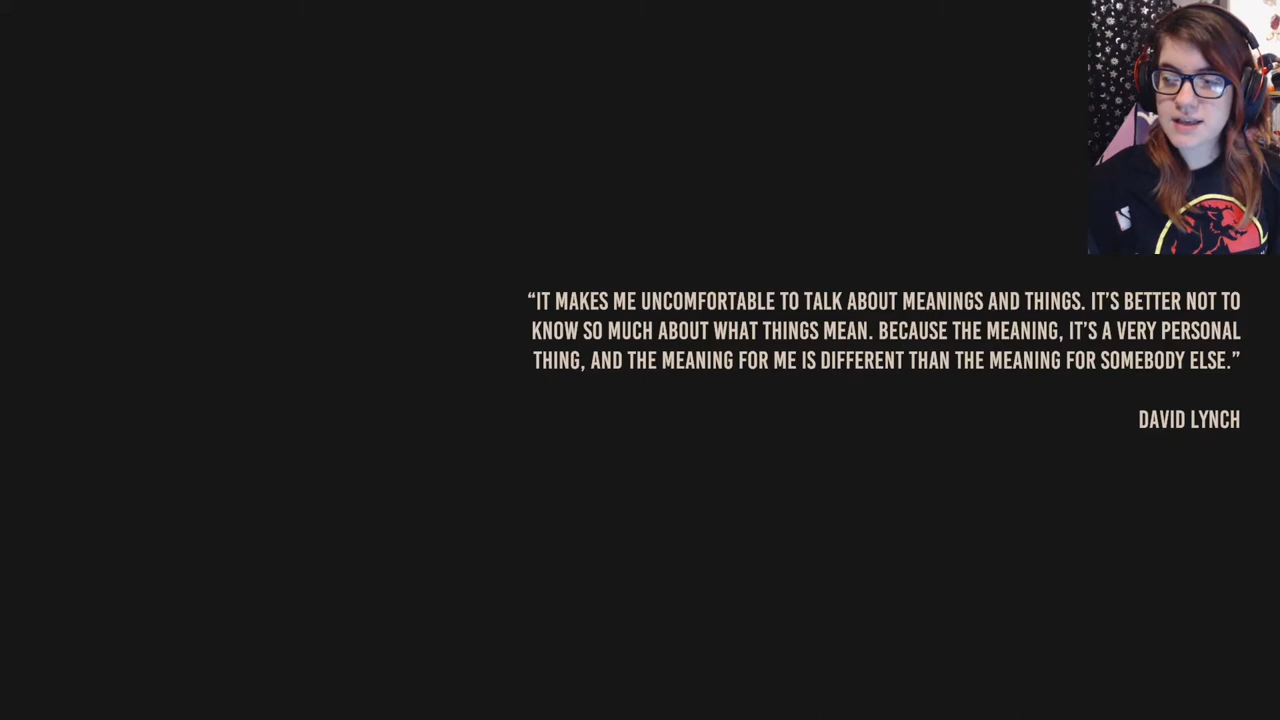 “IT MAKES ME UNCOMFORTABLE TO TALK ABOUT MEANINGS AND THINGS. IT’S BETTER NOT TO
KNOW SO MUCH ABOUT WHAT THINGS MEAN. BECAUSE THE MEANING, IT’S A VERY PERSONAL
THING, AND THE MEANING FOR ME IS DIFFERENT THAN THE MEANING FOR SOMEBODY ELSE.”
DAVID LYNCH